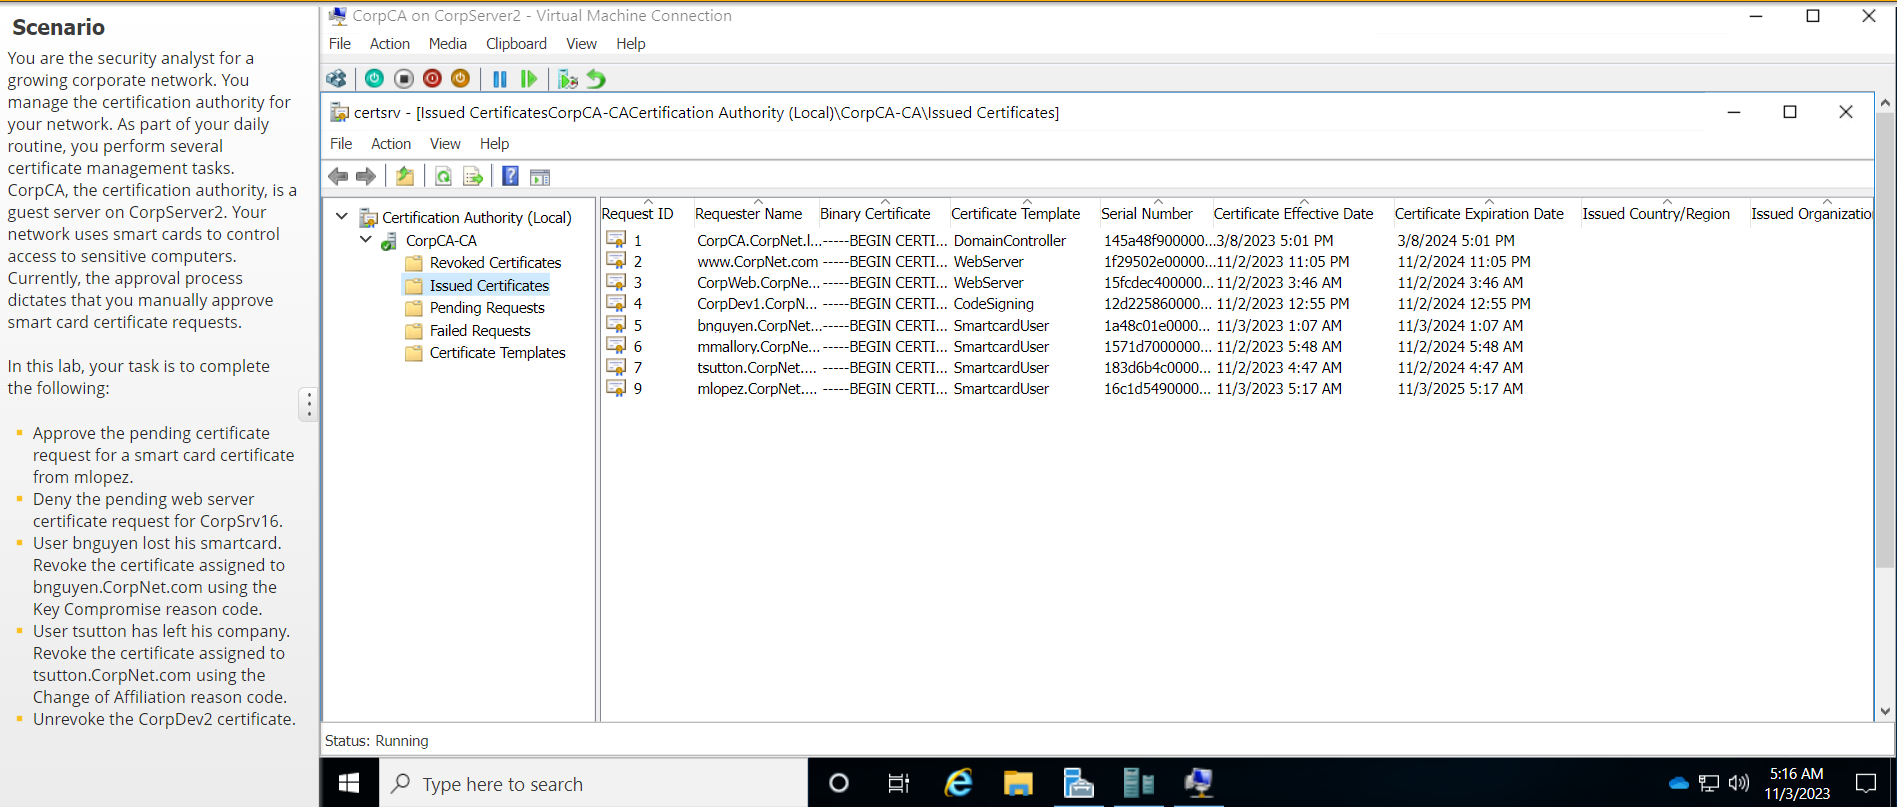 Scenario
You are the security analyst for a
growing corporate network. You
manage the certification authority for
your network. As part of your daily
routine, you perform several
certificate management tasks.
CorpCA, the certification authority, is a
guest server on CorpServer2. Your
network uses smart cards to control
access to sensitive computers.
Currently, the approval process
dictates that you manually approve
smart card certificate requests.
In this lab, your task is to complete
the following:
Approve the pending certificate
request for a smart card certificate
from mlopez.
Deny the pending web server
certificate request for CorpSrv16.
User bnguyen lost his smartcard.
Revoke the certificate assigned to
bnguyen.CorpNet.com using the
Key Compromise reason code.
User tsutton has left his company.
Revoke the certificate assigned to
tsutton.CorpNet.com using the
Change of Affiliation reason code.
Unrevoke the CorpDev2 certificate.
CorpCA on CorpServer2 - Virtual Machine Connection
File Action Media Clipboard View Help
certsrv - [Issued CertificatesCorpCA-CACertification Authority (Local)\CorpCA-CA\Issued Certificates]
File Action View Help
Certification Authority (Local)
CorpCA-CA
Revoked Certificates
Issued Certificates
Pending Requests
Failed Requests
Certificate Templates
Request ID Requester Name Binary Certificate Certificate Template Serial Number Certificate Effective Date Certificate Expiration Date Issued Country/Region Issued Organizatio
1 CorpCA.CorpNet.l... -----BEGIN CERTI... DomainController 145a48f900000... 3/8/2023 5:01 PM 3/8/2024 5:01 PM
2 www.CorpNet.com -----BEGIN CERTI... WebServer 1f29502e00000... 11/2/2023 11:05 PM 11/2/2024 11:05 PM
3 CorpWeb.CorpNe... -----BEGIN CERTI... WebServer 15fcdec400000... 11/2/2023 3:46 AM 11/2/2024 3:46 AM
4 CorpDev1.CorpN... -----BEGIN CERTI... CodeSigning 12d225860000... 11/2/2023 12:55 PM 11/2/2024 12:55 PM
5 bnguyen.CorpNet... -----BEGIN CERTI... SmartcardUser 1a48c01e0000... 11/3/2023 1:07 AM 11/3/2024 1:07 AM
6 mmallory.CorpNe... -----BEGIN CERTI... SmartcardUser 1571d7000000... 11/2/2023 5:48 AM 11/2/2024 5:48 AM
7 tsutton.CorpNet.... -----BEGIN CERTI... SmartcardUser 183d6b4c0000... 11/2/2023 4:47 AM 11/2/2024 4:47 AM
9 mlopez.CorpNet.... -----BEGIN CERTI... SmartcardUser 16c1d5490000... 11/3/2023 5:17 AM 11/3/2025 5:17 AM
Status: Running
Type here to search
5:16 AM
11/3/2023